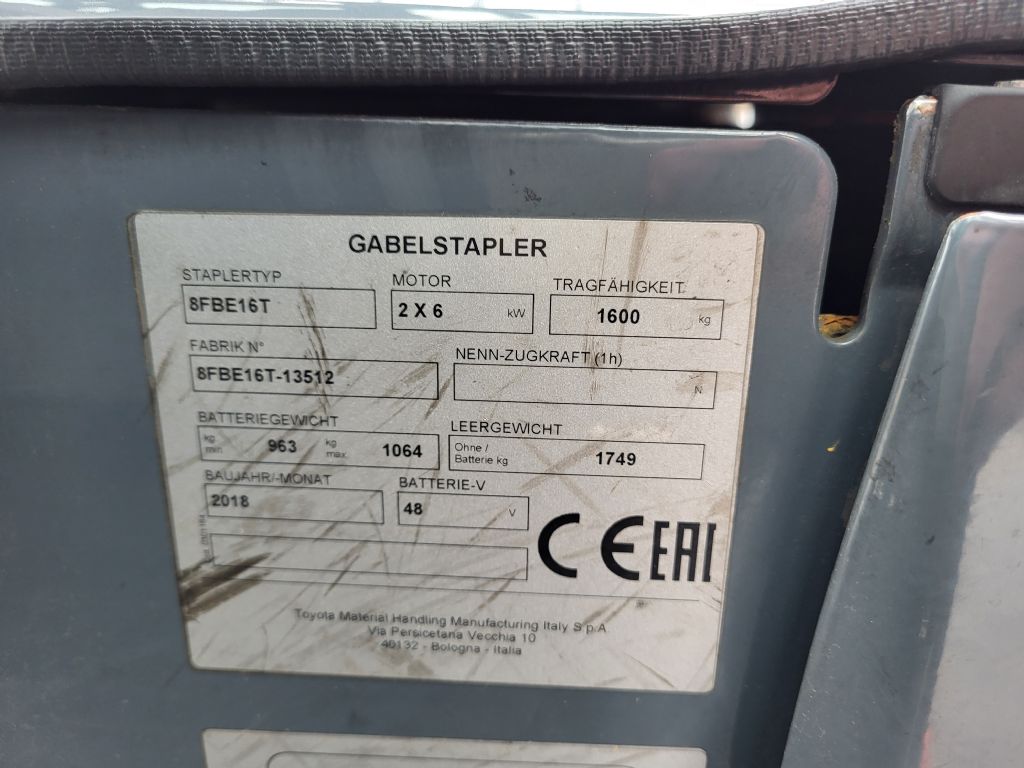 GABELSTAPLER
STAPLERTYP MOTOR TRAGFÄHIGKEIT
8FBE16T 2 X 6 kW 1600 kg
FABRIK N° NENN-ZUGKRAFT (1h)
8FBE16T-13512 N
BATTERIEGEWICHT LEERGEWICHT
kg min 963 kg max. 1064 Ohne / Batterie kg 1749
BAUJAHR/-MONAT BATTERIE-V
2018 48 V
CE EAC
Toyota Material Handling Manufacturing Italy S.p.A
Via Persicetana Vecchia 10
40132 - Bologna - Italia